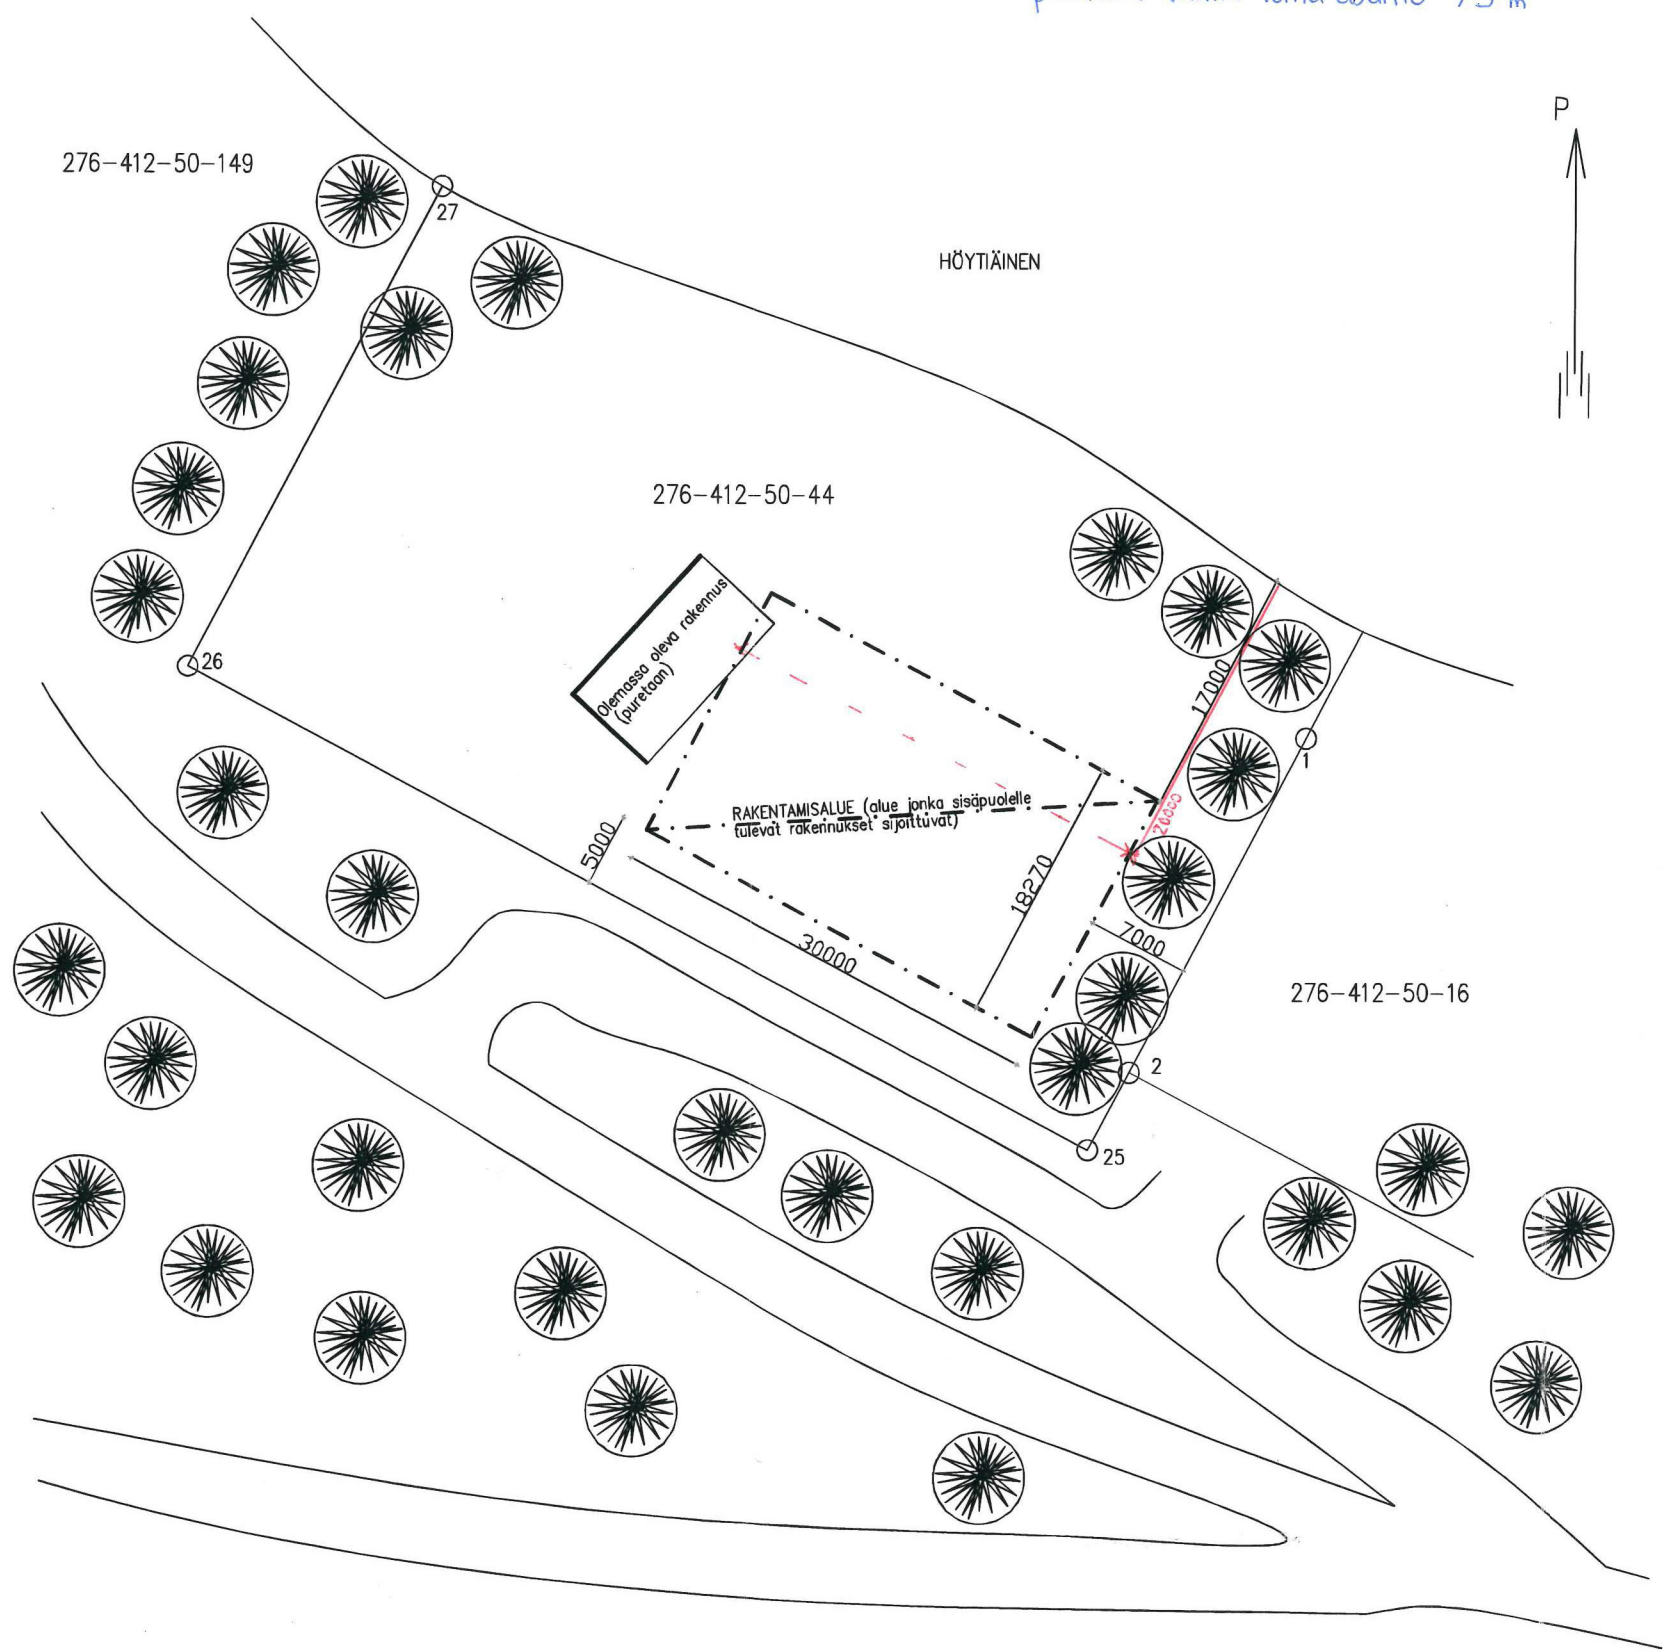 75 m
P
276-412-50-149
27
HÖYTIÄINEN
276-412-50-44
26
Olemassa oleva rakennus
(puretaan)
17000
1
RAKENTAMISALUE (alue jonka sisäpuolelle
tulevat rakennukset sijoittuvat)
20000
5000
18270
30000
7000
276-412-50-16
2
25